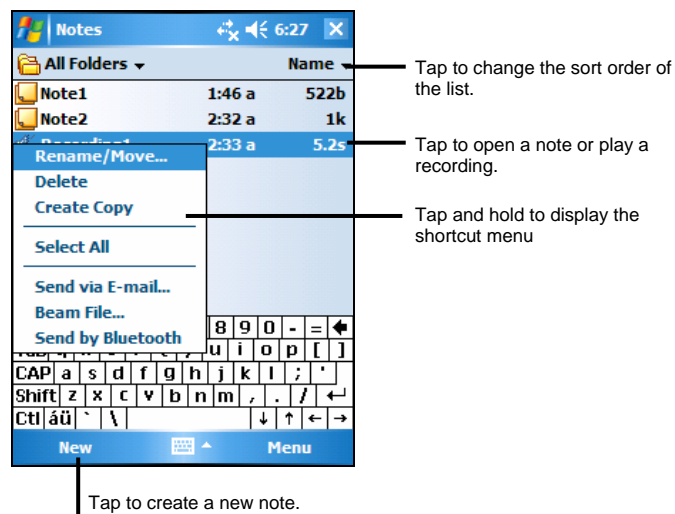 Notes 6:27
All Folders Name
Note1 1:46 a 522b
Note2 2:32 a 1k
Recording1 2:33 a 5.2s
Rename/Move...
Delete
Create Copy
Select All
Send via E-mail...
Beam File...
Send by Bluetooth
8 9 0 - =
u i o p [ ]
CAP a s d f g h j k l ; '
Shift z x c v b n m , . /
Ctl áü ` \ ↓ ↑ ← →
New Menu
Tap to change the sort order of
the list.
Tap to open a note or play a
recording.
Tap and hold to display the
shortcut menu
Tap to create a new note.